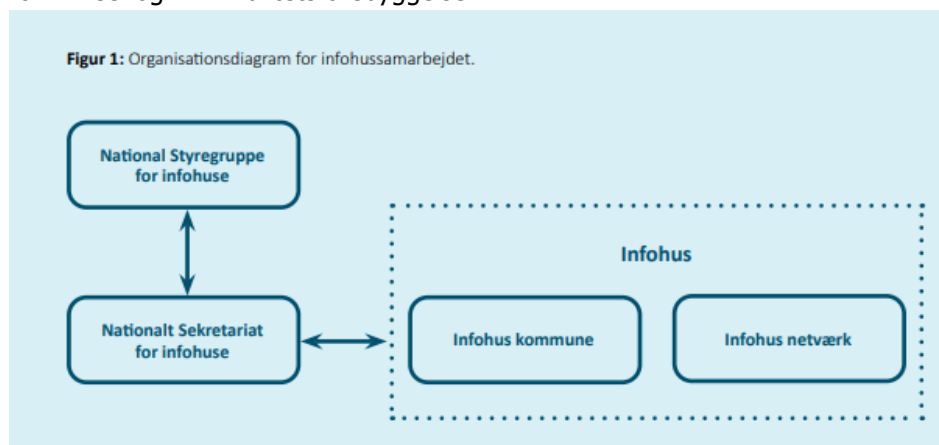 Figur 1: Organisationsdiagram for infohussamarbejdet.
National Styregruppe
for infohuse
Infohus
Nationalt Sekretariat
for infohuse
Infohus kommune
Infohus netværk